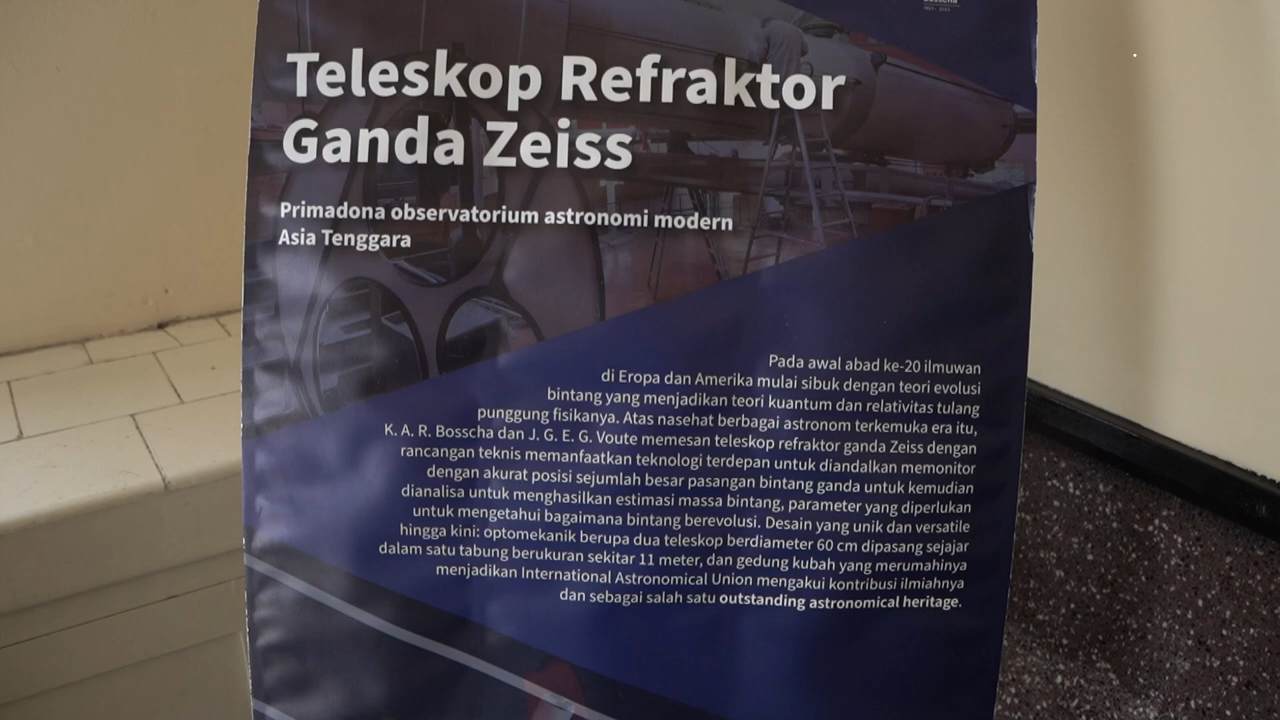 Teleskop Refraktor
Ganda Zeiss
Primadona observatorium astronomi modern
Asia Tenggara
Pada awal abad ke-20 ilmuwan
di Eropa dan Amerika mulai sibuk dengan teori evolusi
bintang yang menjadikan teori kuantum dan relativitas tulang
punggung fisikanya. Atas nasehat berbagai astronom terkemuka era itu,
K. A. R. Bosscha dan J. G. E. G. Voute memesan teleskop refraktor ganda Zeiss dengan
rancangan teknis memanfaatkan teknologi terdepan untuk diandalkan memonitor
dengan akurat posisi sejumlah besar pasangan bintang ganda untuk kemudian
dianalisa untuk menghasilkan estimasi massa bintang, parameter yang diperlukan
untuk mengetahui bagaimana bintang berevolusi. Desain yang unik dan versatile
hingga kini: optomekanik berupa dua teleskop berdiameter 60 cm dipasang sejajar
dalam satu tabung berukuran sekitar 11 meter, dan gedung kubah yang merumahinya
menjadikan International Astronomical Union mengakui kontribusi ilmiahnya
dan sebagai salah satu outstanding astronomical heritage.